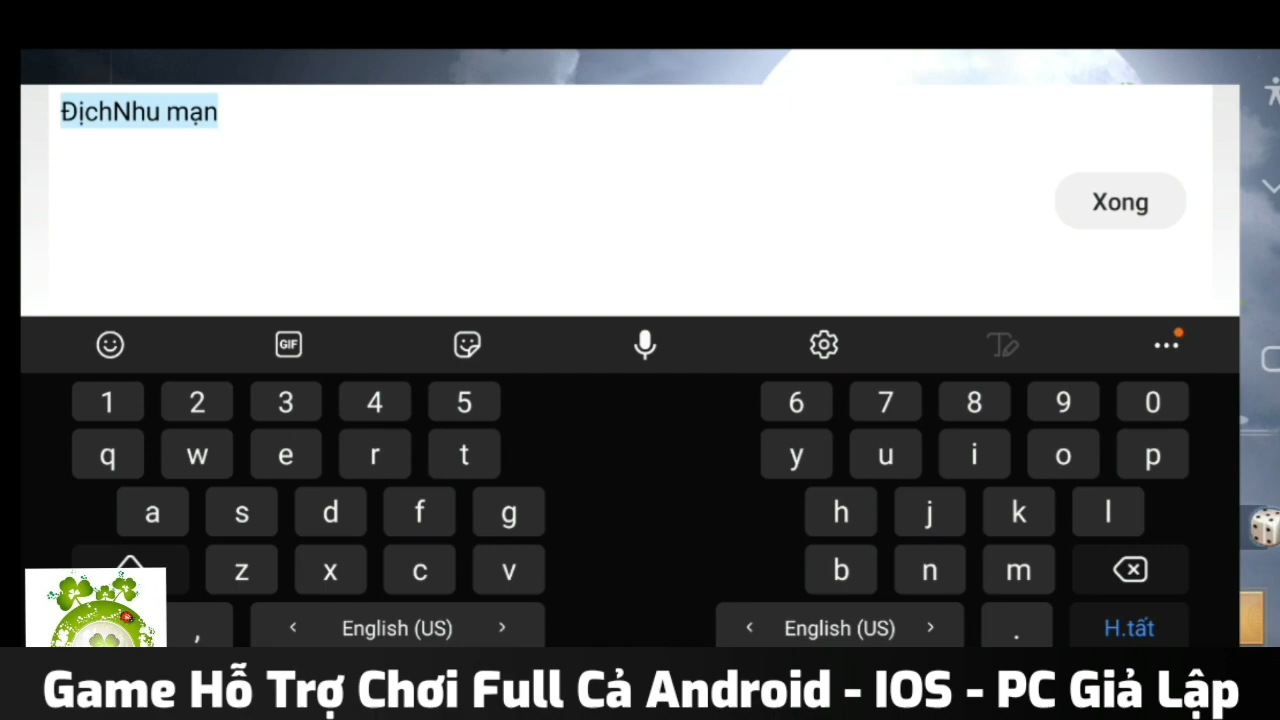 ĐịchNhu mạn
Xong
GIF
1 2 3 4 5 6 7 8 9 0
q w e r t y u i o p
a s d f g h j k l
z x c v b n m
, < English (US) > < English (US) > . H.tất
Game Hỗ Trợ Chơi Full Cả Android - IOS - PC Giả Lập